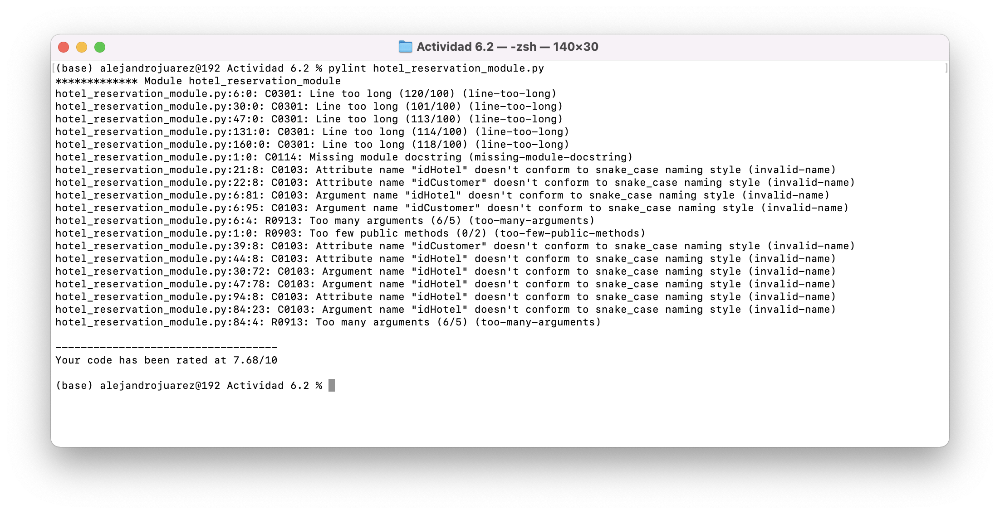 Actividad 6.2 — -zsh — 140×30
[(base) alejandrojuarez@192 Actividad 6.2 % pylint hotel_reservation_module.py ]
************* Module hotel_reservation_module
hotel_reservation_module.py:6:0: C0301: Line too long (120/100) (line-too-long)
hotel_reservation_module.py:30:0: C0301: Line too long (101/100) (line-too-long)
hotel_reservation_module.py:47:0: C0301: Line too long (113/100) (line-too-long)
hotel_reservation_module.py:131:0: C0301: Line too long (114/100) (line-too-long)
hotel_reservation_module.py:160:0: C0301: Line too long (118/100) (line-too-long)
hotel_reservation_module.py:1:0: C0114: Missing module docstring (missing-module-docstring)
hotel_reservation_module.py:21:8: C0103: Attribute name "idHotel" doesn't conform to snake_case naming style (invalid-name)
hotel_reservation_module.py:22:8: C0103: Attribute name "idCustomer" doesn't conform to snake_case naming style (invalid-name)
hotel_reservation_module.py:6:81: C0103: Argument name "idHotel" doesn't conform to snake_case naming style (invalid-name)
hotel_reservation_module.py:6:95: C0103: Argument name "idCustomer" doesn't conform to snake_case naming style (invalid-name)
hotel_reservation_module.py:6:4: R0913: Too many arguments (6/5) (too-many-arguments)
hotel_reservation_module.py:1:0: R0903: Too few public methods (0/2) (too-few-public-methods)
hotel_reservation_module.py:39:8: C0103: Attribute name "idCustomer" doesn't conform to snake_case naming style (invalid-name)
hotel_reservation_module.py:44:8: C0103: Attribute name "idHotel" doesn't conform to snake_case naming style (invalid-name)
hotel_reservation_module.py:30:72: C0103: Argument name "idHotel" doesn't conform to snake_case naming style (invalid-name)
hotel_reservation_module.py:47:78: C0103: Argument name "idHotel" doesn't conform to snake_case naming style (invalid-name)
hotel_reservation_module.py:94:8: C0103: Attribute name "idHotel" doesn't conform to snake_case naming style (invalid-name)
hotel_reservation_module.py:84:23: C0103: Argument name "idHotel" doesn't conform to snake_case naming style (invalid-name)
hotel_reservation_module.py:84:4: R0913: Too many arguments (6/5) (too-many-arguments)
-----------------------------------
Your code has been rated at 7.68/10
(base) alejandrojuarez@192 Actividad 6.2 %